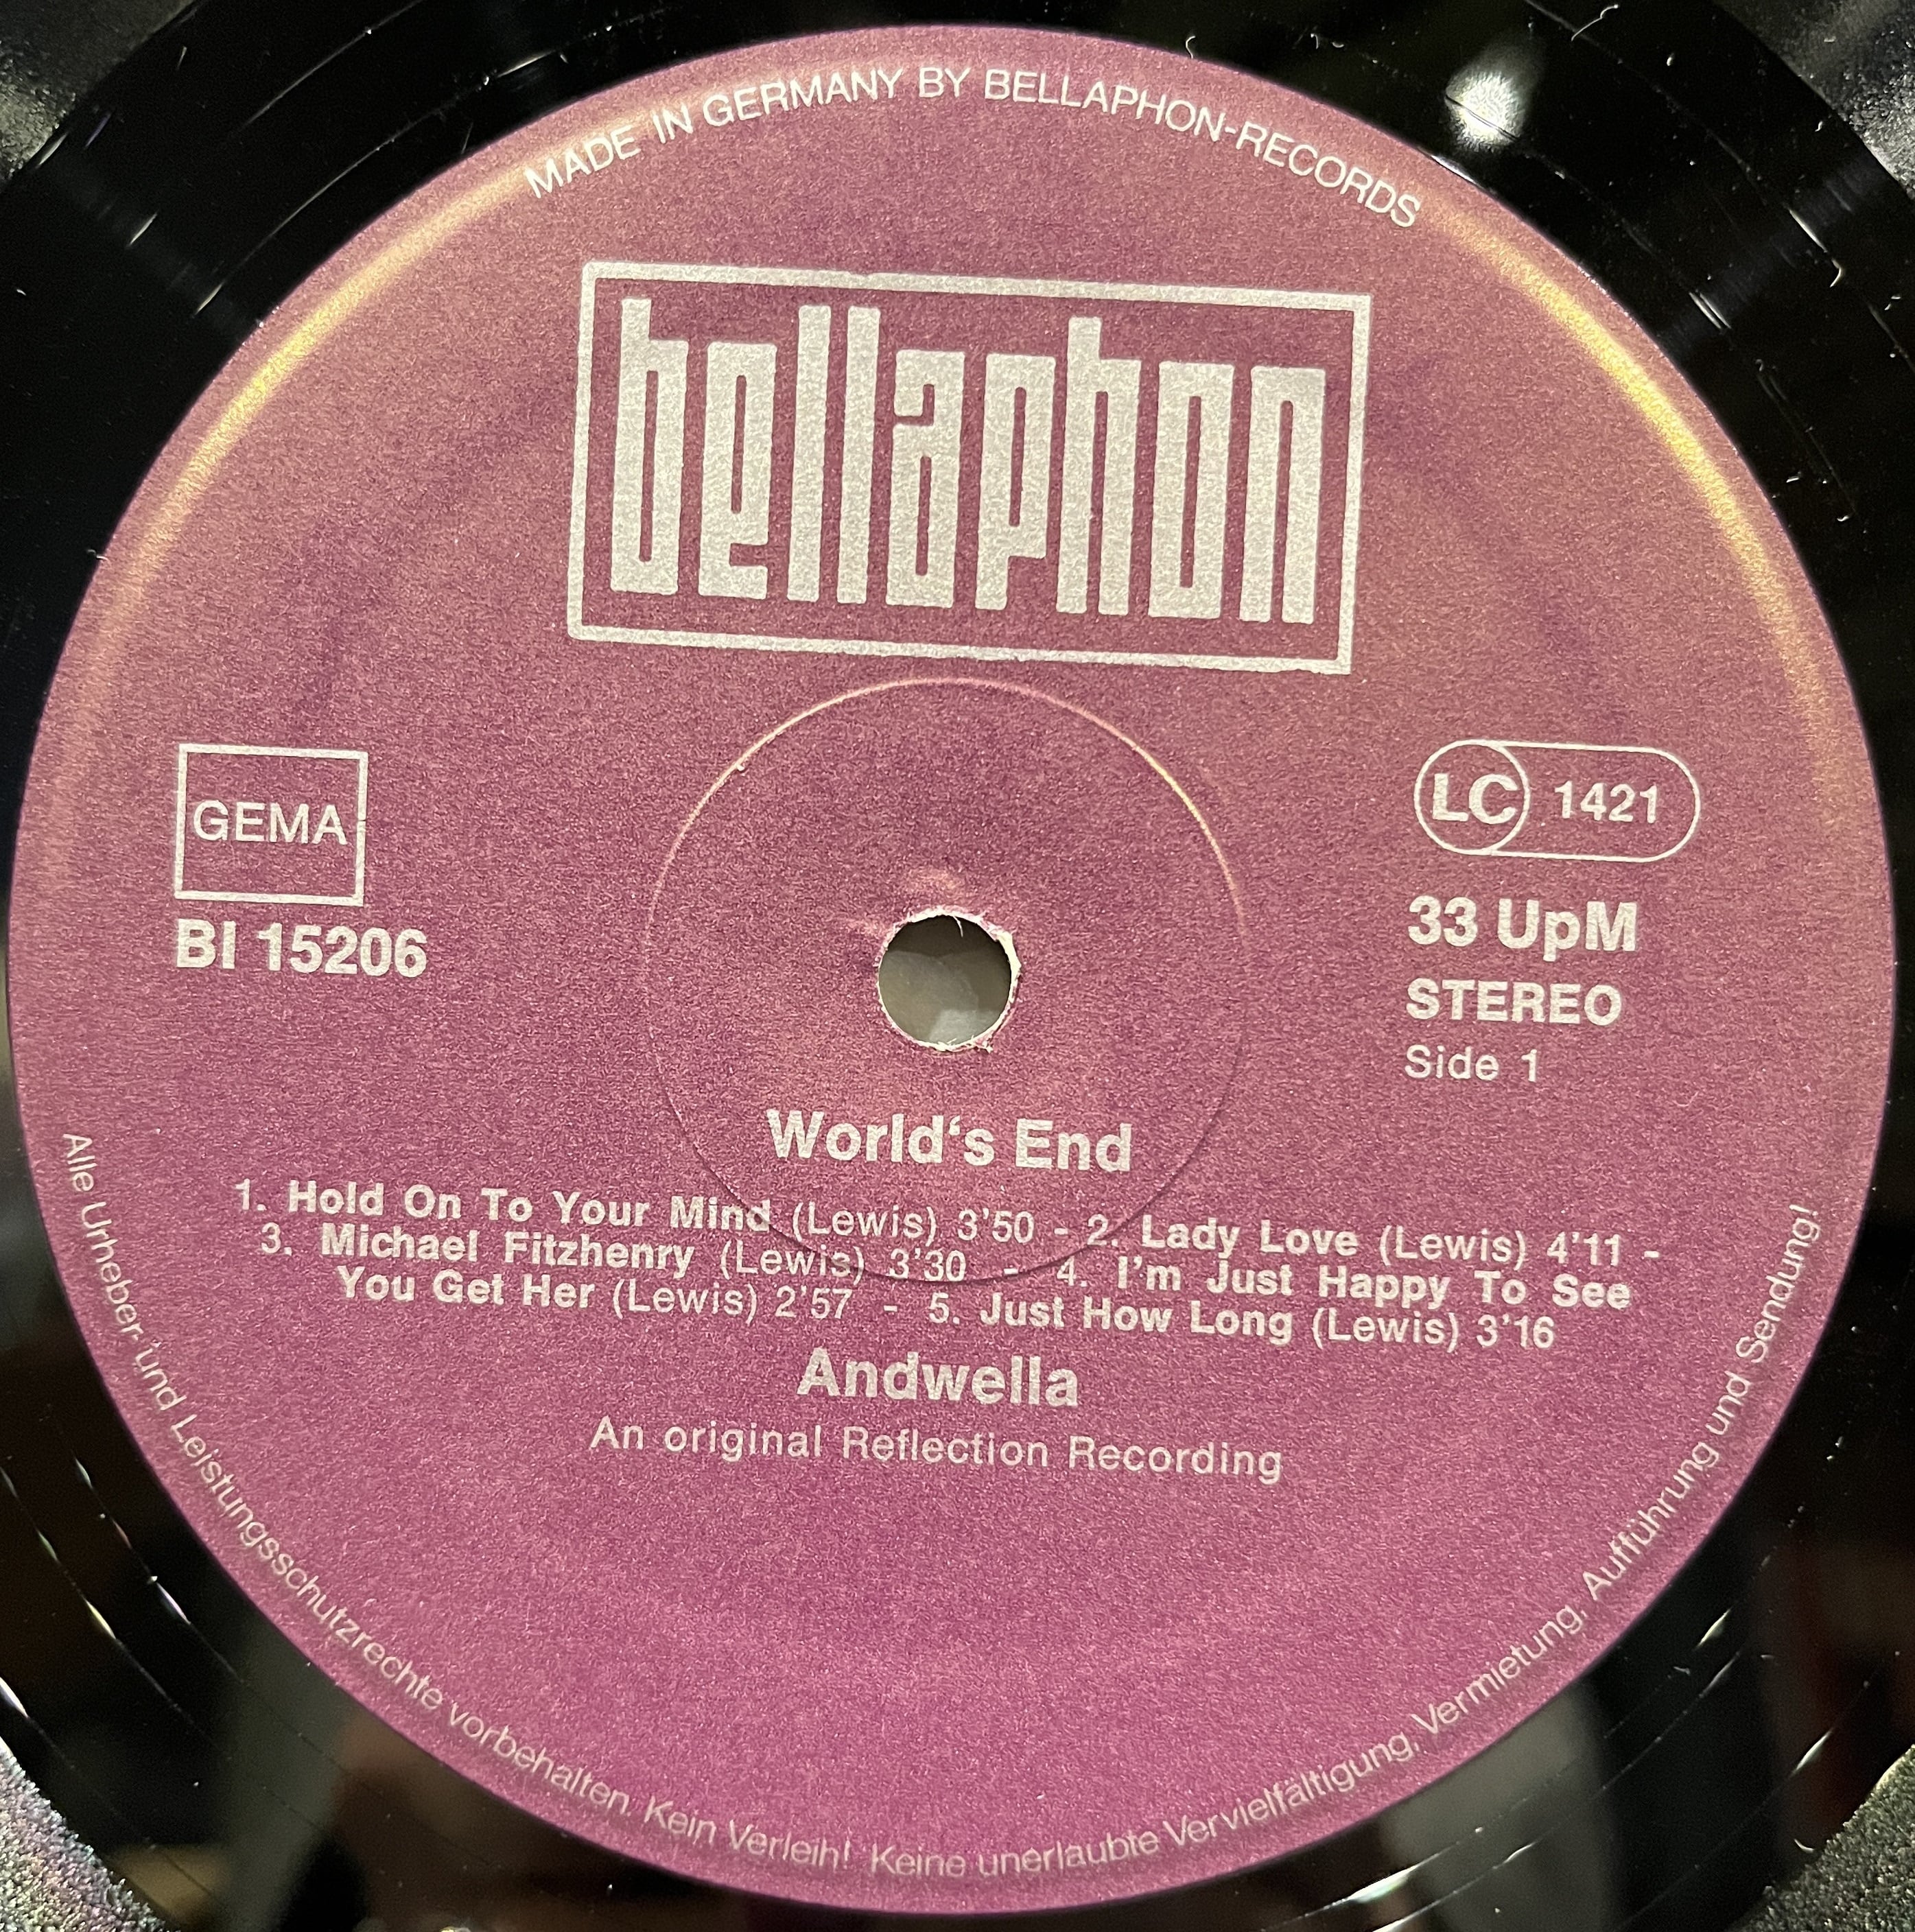 MADE IN GERMANY BY BELLAPHON-RECORDS
bellaphon
GEMA
BI 15206
LC 1421
33 UpM
STEREO
Side 1
World‘s End
1. Hold On To Your Mind (Lewis) 3'50 - 2. Lady Love (Lewis) 4'11 -
3. Michael Fitzhenry (Lewis) 3'30 - 4. I'm Just Happy To See
You Get Her (Lewis) 2'57 - 5. Just How Long (Lewis) 3'16
Andwella
An original Reflection Recording
Alle Urheber- und Leistungsschutzrechte vorbehalten. Kein Verleih! Keine unerlaubte Vervielfältigung, Vermietung, Aufführung und Sendung!